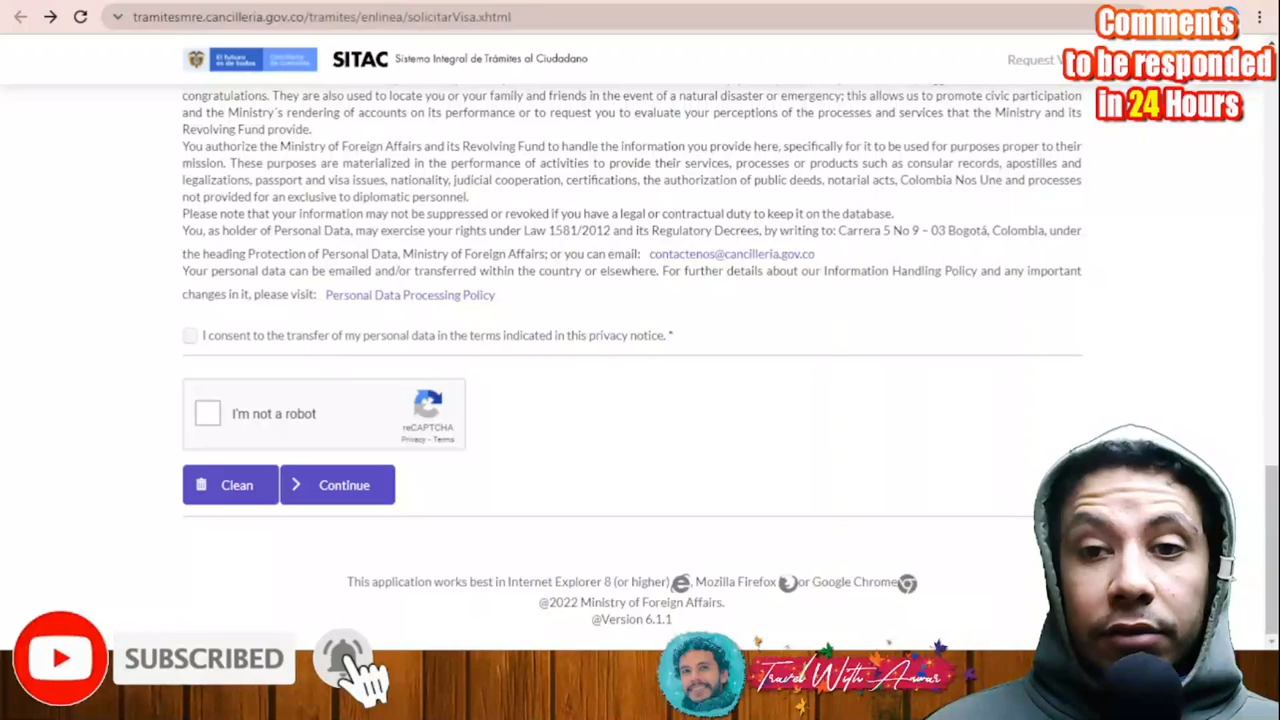 tramitesmre.cancilleria.gov.co/tramites/enlinea/solicitarVisa.xhtml
Comments
to be responded
in 24 Hours
El futuro es de todos
Cancillería de Colombia
SITAC Sistema Integral de Trámites al Ciudadano
Request
congratulations. They are also used to locate you or your family and friends in the event of a natural disaster or emergency; this allows us to promote civic participation
and the Ministry´s rendering of accounts on its performance or to request you to evaluate your perceptions of the processes and services that the Ministry and its
Revolving Fund provide.
You authorize the Ministry of Foreign Affairs and its Revolving Fund to handle the information you provide here, specifically for it to be used for purposes proper to their
mission. These purposes are materialized in the performance of activities to provide their services, processes or products such as consular records, apostilles and
legalizations, passport and visa issues, nationality, judicial cooperation, certifications, the authorization of public deeds, notarial acts, Colombia Nos Une and processes
not provided for an exclusive to diplomatic personnel.
Please note that your information may not be suppressed or revoked if you have a legal or contractual duty to keep it on the database.
You, as holder of Personal Data, may exercise your rights under Law 1581/2012 and its Regulatory Decrees, by writing to: Carrera 5 No 9 – 03 Bogotá, Colombia, under
the heading Protection of Personal Data, Ministry of Foreign Affairs; or you can email: contactenos@cancilleria.gov.co
Your personal data can be emailed and/or transferred within the country or elsewhere. For further details about our Information Handling Policy and any important
changes in it, please visit: Personal Data Processing Policy
I consent to the transfer of my personal data in the terms indicated in this privacy notice. *
I'm not a robot
reCAPTCHA
Privacy - Terms
Clean
Continue
This application works best in Internet Explorer 8 (or higher) , Mozilla Firefox or Google Chrome
@2022 Ministry of Foreign Affairs.
@Version 6.1.1
SUBSCRIBED
Travel With Anwar